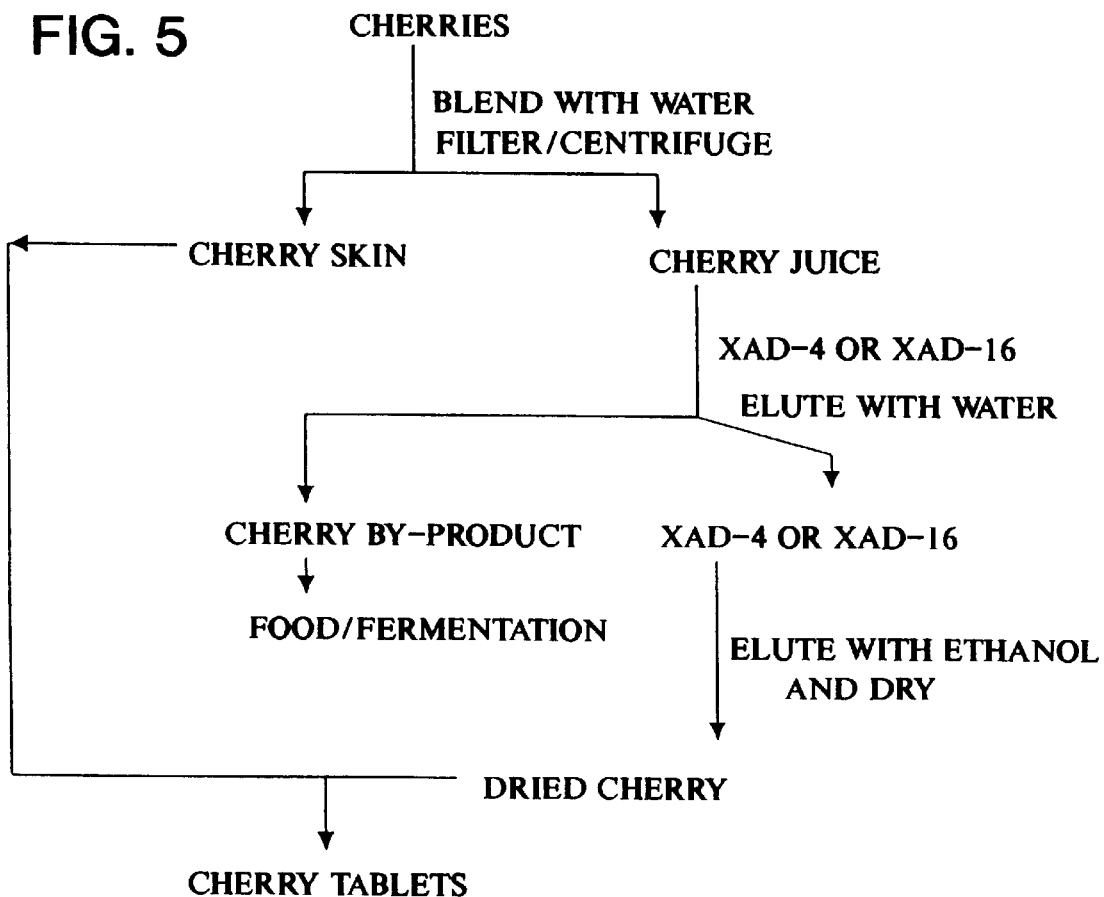 FIG. 5
CHERRIES
BLEND WITH WATER
FILTER/CENTRIFUGE
CHERRY SKIN
CHERRY JUICE
XAD-4 OR XAD-16
ELUTE WITH WATER
CHERRY BY-PRODUCT
XAD-4 OR XAD-16
FOOD/FERMENTATION
ELUTE WITH ETHANOL
AND DRY
DRIED CHERRY
CHERRY TABLETS